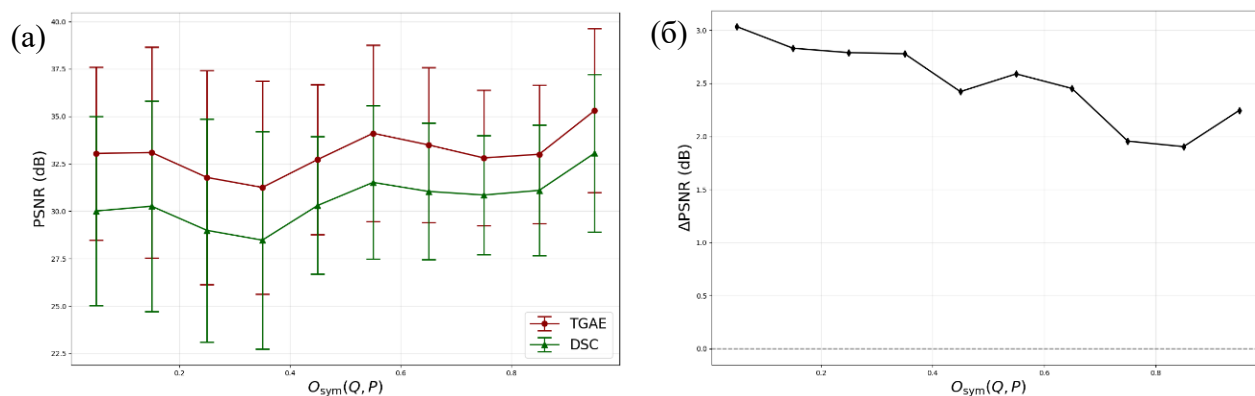 (а)
PSNR (dB)
40.0
37.5
35.0
32.5
30.0
27.5
25.0
22.5
0.2
0.4
0.6
0.8
O_sym(Q, P)
TGAE
DSC
(б)
ΔPSNR (dB)
3.0
2.5
2.0
1.5
1.0
0.5
0.0
0.2
0.4
0.6
0.8
O_sym(Q, P)